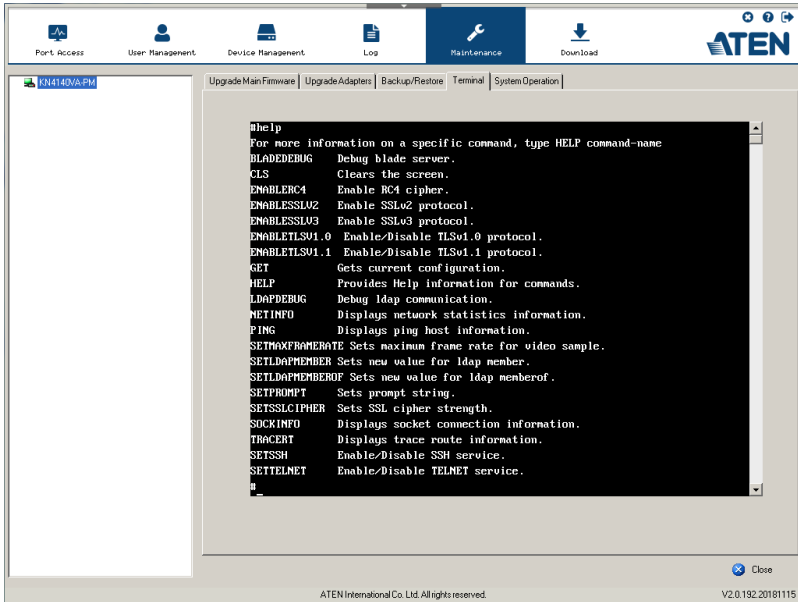 Port Access
User Management
Device Management
Log
Maintenance
Download
ATEN
KN4140VA-PM
Upgrade Main Firmware
Upgrade Adapters
Backup/Restore
Terminal
System Operation
#help
For more information on a specific command, type HELP command-name
BLADEDEBUG Debug blade server.
CLS Clears the screen.
ENABLERC4 Enable RC4 cipher.
ENABLESSLV2 Enable SSLv2 protocol.
ENABLESSLV3 Enable SSLv3 protocol.
ENABLETLSV1.0 Enable/Disable TLSv1.0 protocol.
ENABLETLSV1.1 Enable/Disable TLSv1.1 protocol.
GET Gets current configuration.
HELP Provides Help information for commands.
LDAPDEBUG Debug ldap communication.
NETINFO Displays network statistics information.
PING Displays ping host information.
SETMAXFRAMERATE Sets maximum frame rate for video sample.
SETLDAPMEMBER Sets new value for ldap member.
SETLDAPMEMBEROF Sets new value for ldap memberof.
SETPROMPT Sets prompt string.
SETSSLCIPHER Sets SSL cipher strength.
SOCKINFO Displays socket connection information.
TRACERT Displays trace route information.
SETSSH Enable/Disable SSH service.
SETTELNET Enable/Disable TELNET service.
#_
Close
ATEN International Co. Ltd. All rights reserved.
V2.0.192.20181115